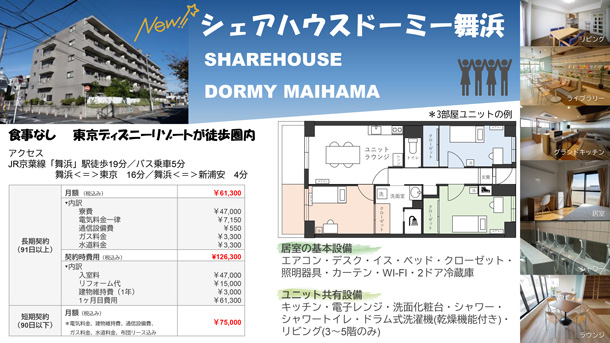 New!!
シェアハウスドーミー舞浜
SHAREHOUSE
DORMY MAIHAMA
食事なし 東京ディズニーリゾートが徒歩圏内
アクセス
JR京葉線「舞浜」駅徒歩19分／バス乗車5分
舞浜<＝>東京 16分／舞浜<＝>新浦安 4分
長期契約
(91日以上)
月額 (税込み) ￥61,300
▾内訳
寮費 ￥47,000
電気料金一律 ￥7,150
通信設備費 ￥550
ガス料金 ￥3,300
水道料金 ￥3,300
契約時費用(税込み) ￥126,300
▾内訳
入室料 ￥47,000
リフォーム代 ￥15,000
建物維持費（1年） ￥3,000
1ヶ月目費用 ￥61,300
短期契約
(90日以下)
月額 (税込み) ￥75,000
＊電気料金、建物維持費、通信設備費、
ガス料金、水道料金、布団リース込み
＊3部屋ユニットの例
ユニット
ラウンジ
トイレ
クローゼット
玄関
洗面室
クローゼット
クローゼット
居室の基本設備
エアコン・デスク・イス・ベッド・クローゼット・
照明器具・カーテン・WI-FI・2ドア冷蔵庫
ユニット共有設備
キッチン・電子レンジ・洗面化粧台・シャワー・
シャワートイレ・ドラム式洗濯機(乾燥機能付き)・
リビング(3～5階のみ)
リビング
ライブラリー
グランドキッチン
居室
ラウンジ